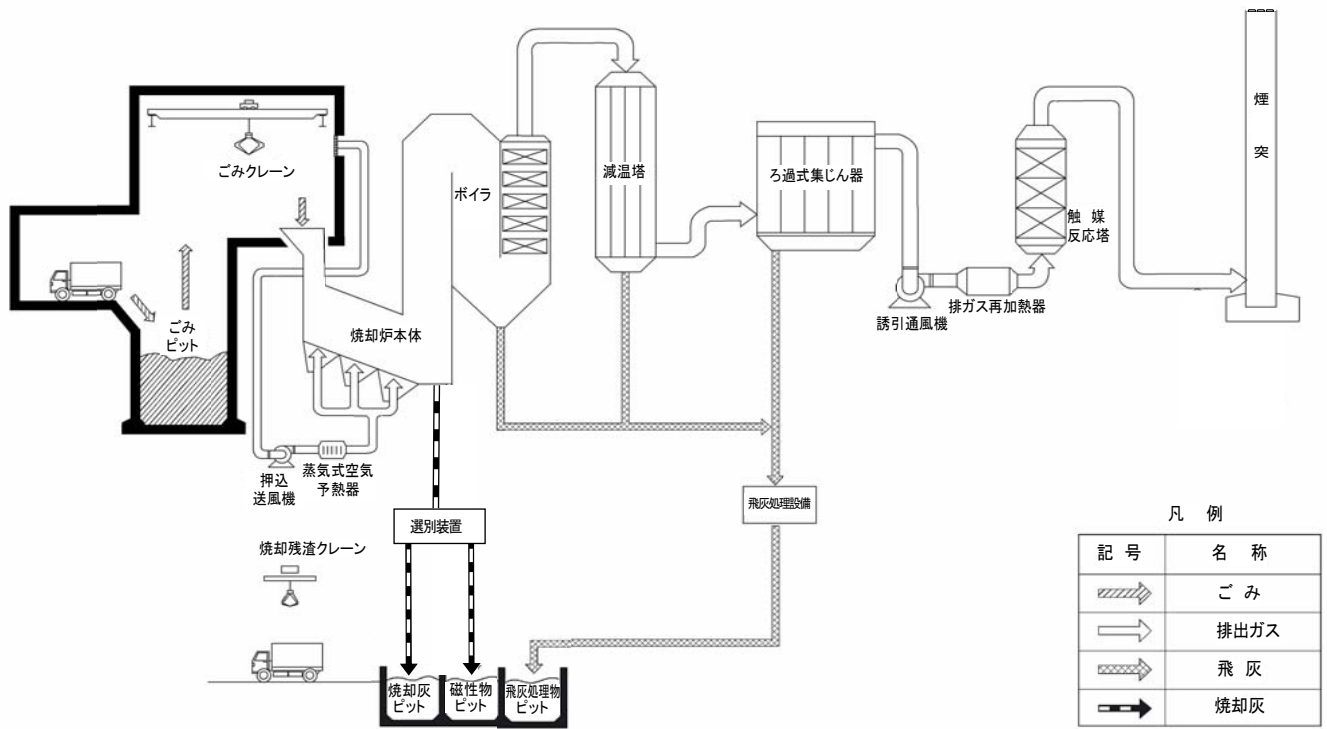 煙
突
ごみクレーン
減温塔
ろ過式集じん器
ボイラ
触 媒
反応塔
ごみ
ピット
焼却炉本体
誘引通風機
排ガス再加熱器
押込
送風機
蒸気式空気
予熱器
飛灰処理設備
選別装置
焼却残渣クレーン
焼却灰
ピット
磁性物
ピット
飛灰処理物
ピット
凡 例
記 号
名 称
ご み
排出ガス
飛 灰
焼却灰